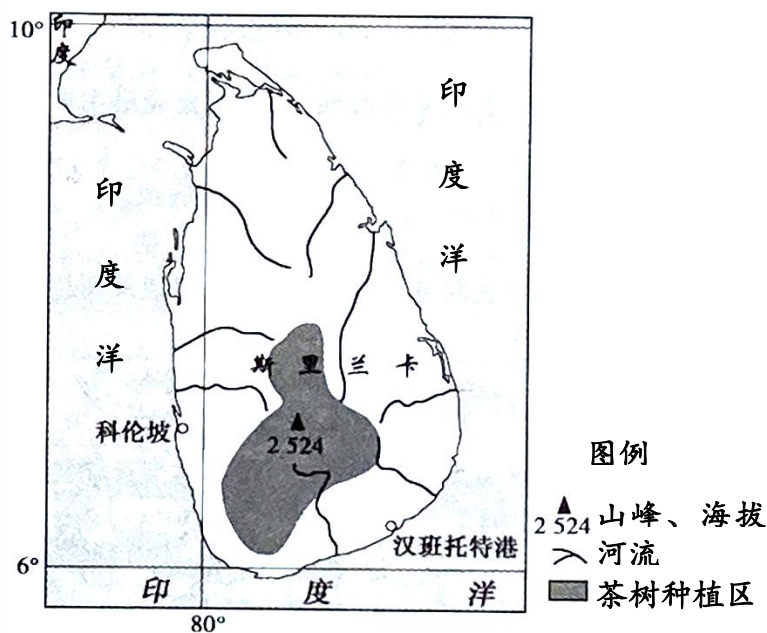 10°
印度
印度洋
印度洋
斯里兰卡
科伦坡
2 524
汉班托特港
6°
印度洋
80°
图例
2 524 山峰、海拔
河流
茶树种植区